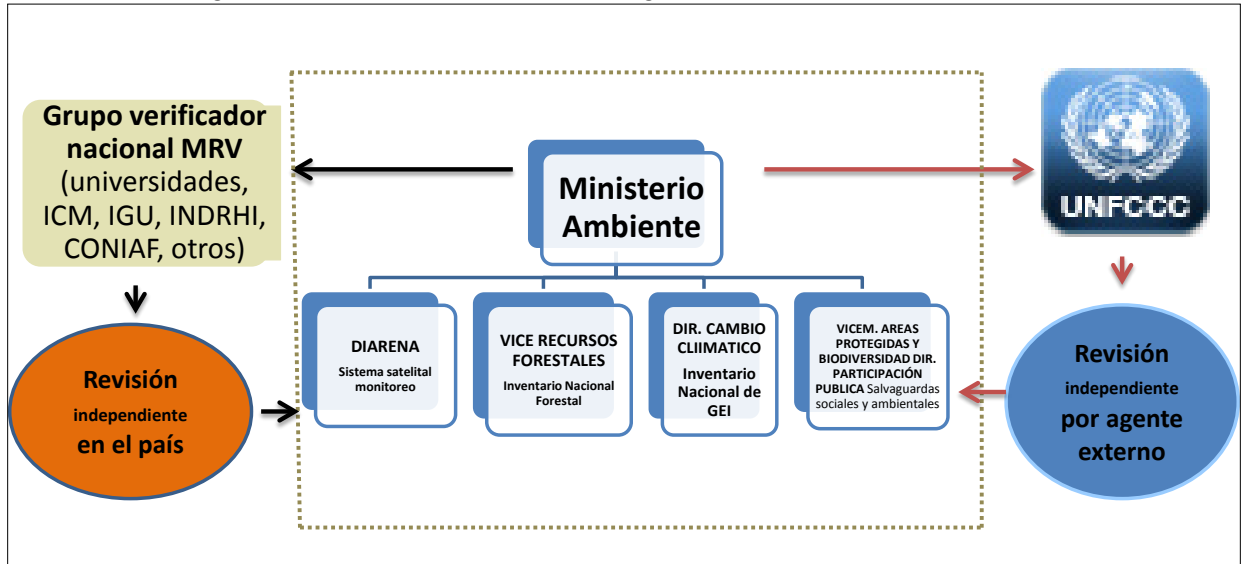 Grupo verificador
nacional MRV
(universidades,
ICM, IGU, INDRHI,
CONIAF, otros)
Revisión
independiente
en el país
Ministerio
Ambiente
DIARENA
Sistema satelital
monitoreo
VICE RECURSOS
FORESTALES
Inventario Nacional
Forestal
DIR. CAMBIO
CLIIMATICO
Inventario
Nacional de
GEI
VICEM. AREAS
PROTEGIDAS Y
BIODIVERSIDAD DIR.
PARTICIPACIÓN
PUBLICA Salvaguardas
sociales y ambientales
UNFCCC
Revisión
independiente
por agente
externo